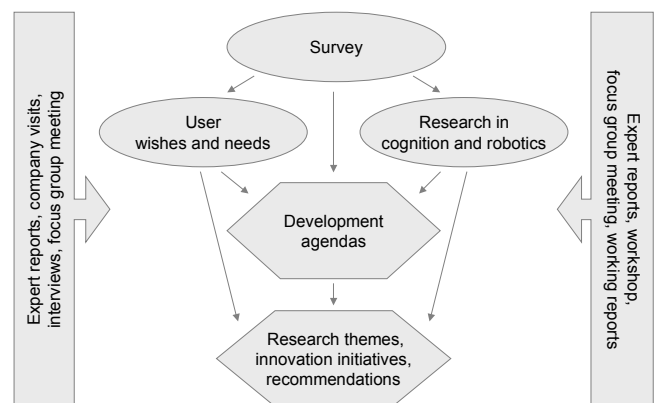 Survey
User
wishes and needs
Research in
cognition and robotics
Development
agendas
Research themes,
innovation initiatives,
recommendations
Expert reports, company visits,
interviews, focus group meeting
Expert reports, workshop,
focus group meeting, working reports